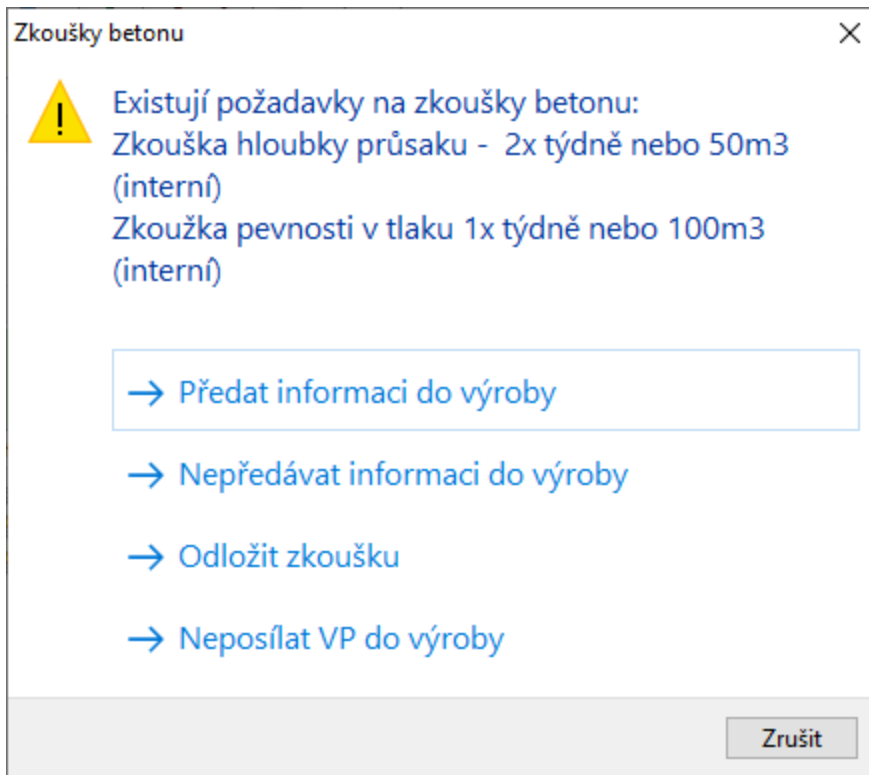 Zkoušky betonu
Existují požadavky na zkoušky betonu:
Zkouška hloubky průsaku -  2x týdně nebo 50m3
(interní)
Zkoužka pevnosti v tlaku 1x týdně nebo 100m3
(interní)
Předat informaci do výroby
Nepředávat informaci do výroby
Odložit zkoušku
Neposílat VP do výroby
Zrušit